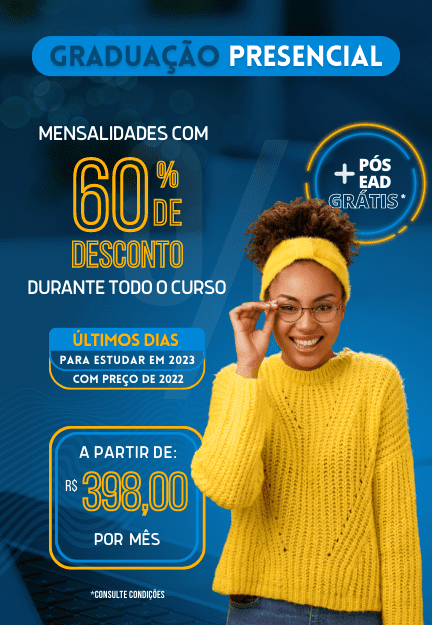 GRADUAÇÃO PRESENCIAL
MENSALIDADES COM
60% DE
DESCONTO
DURANTE TODO O CURSO
+ PÓS
EAD
GRÁTIS*
ÚLTIMOS DIAS
PARA ESTUDAR EM 2023
COM PREÇO DE 2022
A PARTIR DE:
R$ 398,00
POR MÊS
*CONSULTE CONDIÇÕES